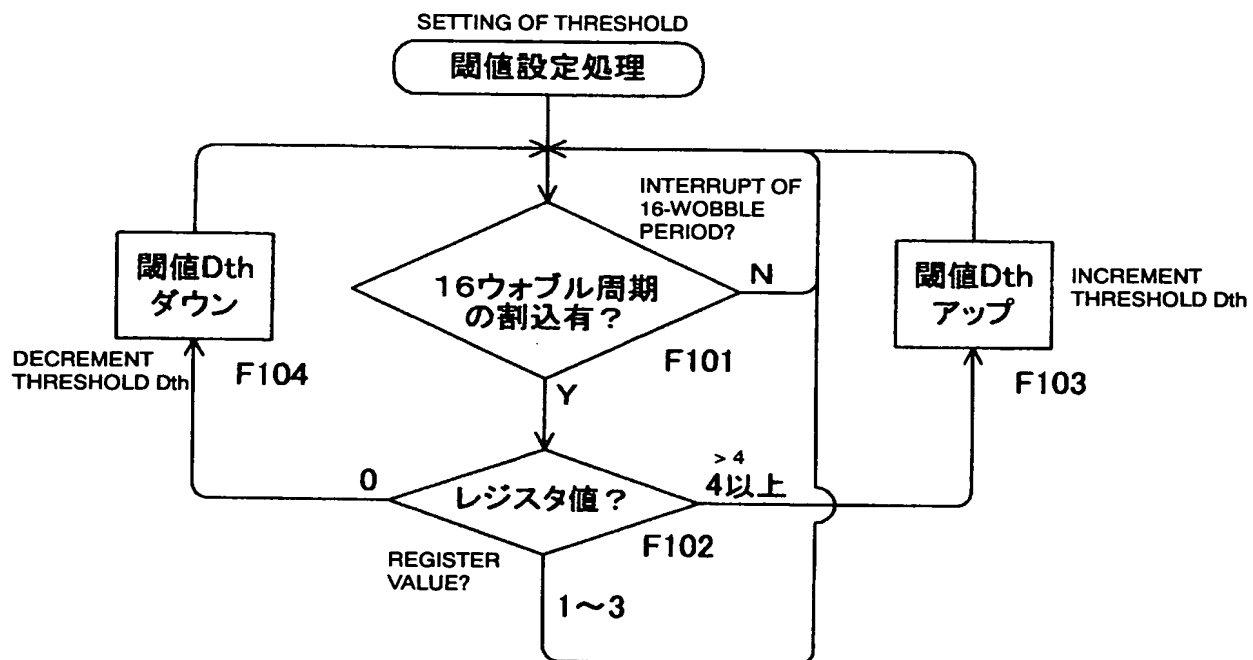 SETTING OF THRESHOLD
閾値設定処理
INTERRUPT OF
16-WOBBLE
PERIOD?
16ウォブル周期
の割込有？
N
F101
Y
閾値Dth
ダウン
DECREMENT
THRESHOLD Dth
F104
閾値Dth
アップ
INCREMENT
THRESHOLD Dth
F103
0
レジスタ値？
> 4
4以上
F102
REGISTER
VALUE?
1～3